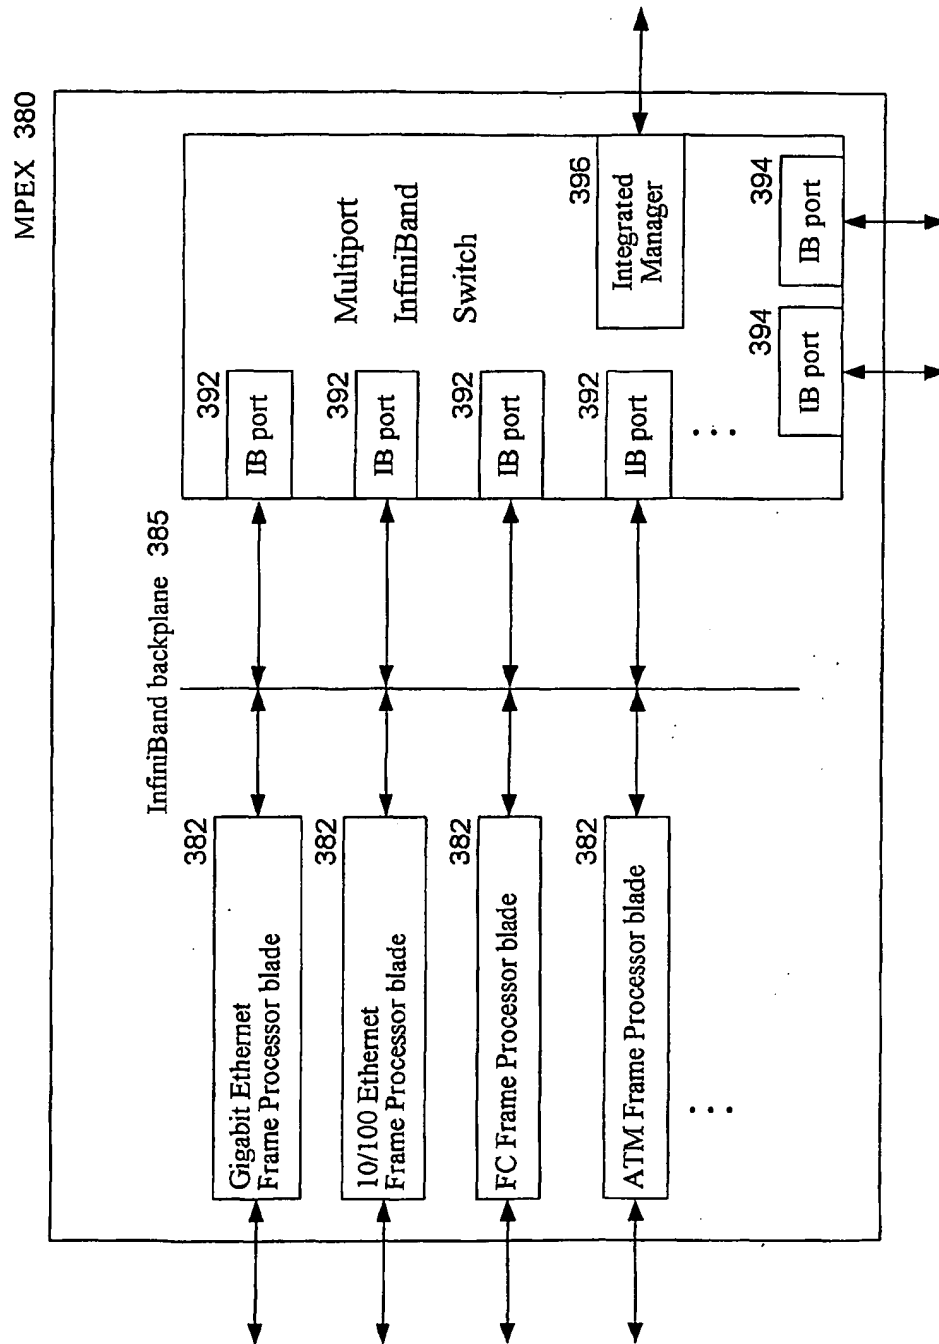 MPEX 380
InfiniBand backplane 385
382
Gigabit Ethernet
Frame Processor blade
382
10/100 Ethernet
Frame Processor blade
382
FC Frame Processor blade
382
ATM Frame Processor blade
...
392
IB port
392
IB port
392
IB port
392
IB port
...
Multiport
InfiniBand
Switch
396
Integrated
Manager
394
IB port
394
IB port